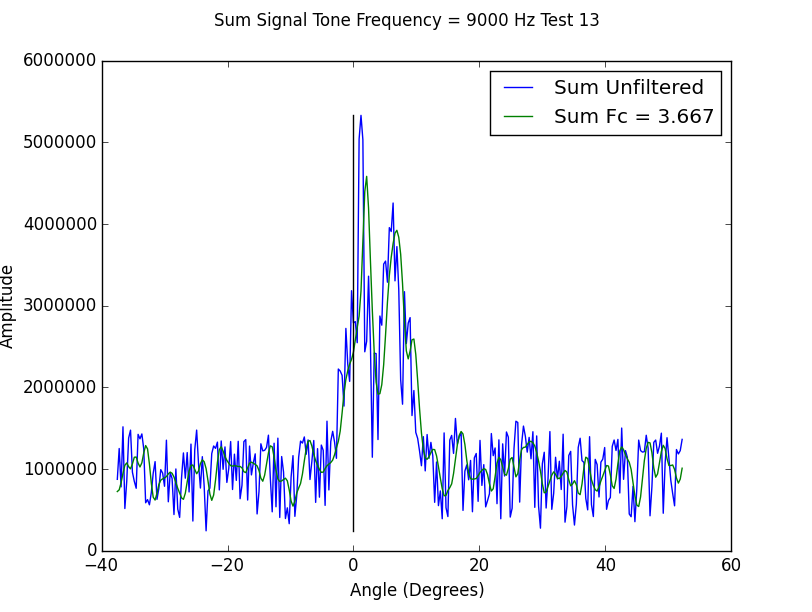 Sum Signal Tone Frequency = 9000 Hz Test 13
Sum Unfiltered
Sum Fc = 3.667
6000000
5000000
4000000
3000000
2000000
1000000
0
Amplitude
−40
−20
0
20
40
60
Angle (Degrees)